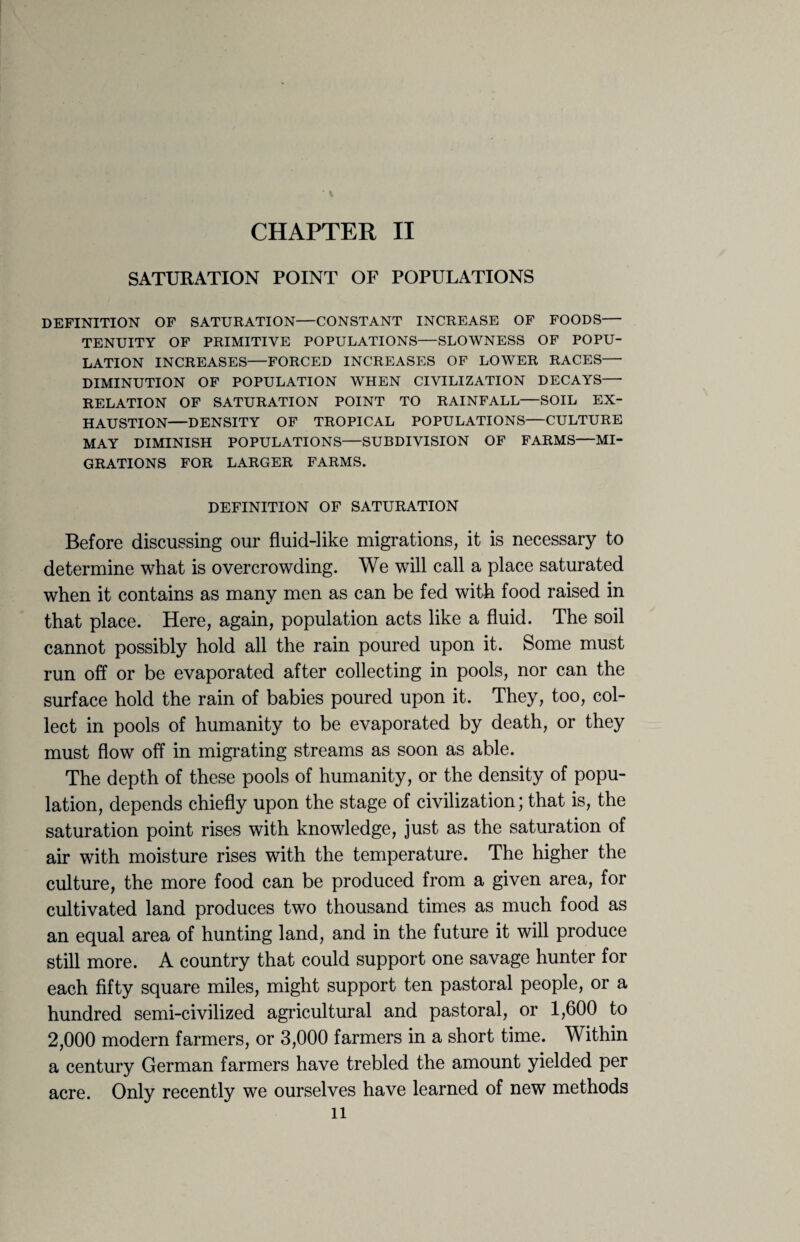 CHAPTER II
SATURATION POINT OF POPULATIONS
DEFINITION OF SATURATION—CONSTANT INCREASE OF FOODS—
TENUITY OF PRIMITIVE POPULATIONS—SLOWNESS OF POPU-
LATION INCREASES—FORCED INCREASES OF LOWER RACES—
DIMINUTION OF POPULATION WHEN CIVILIZATION DECAYS—
RELATION OF SATURATION POINT TO RAINFALL—SOIL EX-
HAUSTION—DENSITY OF TROPICAL POPULATIONS—CULTURE
MAY DIMINISH POPULATIONS—SUBDIVISION OF FARMS—MI-
GRATIONS FOR LARGER FARMS.
DEFINITION OF SATURATION
Before discussing our fluid-like migrations, it is necessary to
determine what is overcrowding. We will call a place saturated
when it contains as many men as can be fed with food raised in
that place. Here, again, population acts like a fluid. The soil
cannot possibly hold all the rain poured upon it. Some must
run off or be evaporated after collecting in pools, nor can the
surface hold the rain of babies poured upon it. They, too, col-
lect in pools of humanity to be evaporated by death, or they
must flow off in migrating streams as soon as able.
The depth of these pools of humanity, or the density of popu-
lation, depends chiefly upon the stage of civilization; that is, the
saturation point rises with knowledge, just as the saturation of
air with moisture rises with the temperature. The higher the
culture, the more food can be produced from a given area, for
cultivated land produces two thousand times as much food as
an equal area of hunting land, and in the future it will produce
still more. A country that could support one savage hunter for
each fifty square miles, might support ten pastoral people, or a
hundred semi-civilized agricultural and pastoral, or 1,600 to
2,000 modern farmers, or 3,000 farmers in a short time. Within
a century German farmers have trebled the amount yielded per
acre. Only recently we ourselves have learned of new methods
11